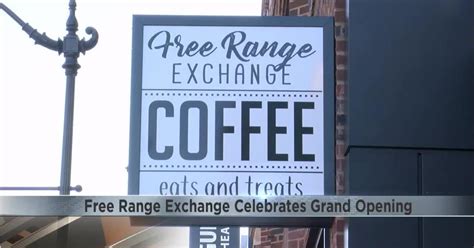 Free Range
EXCHANGE
COFFEE
eats and treats
Free Range Exchange Celebrates Grand Opening